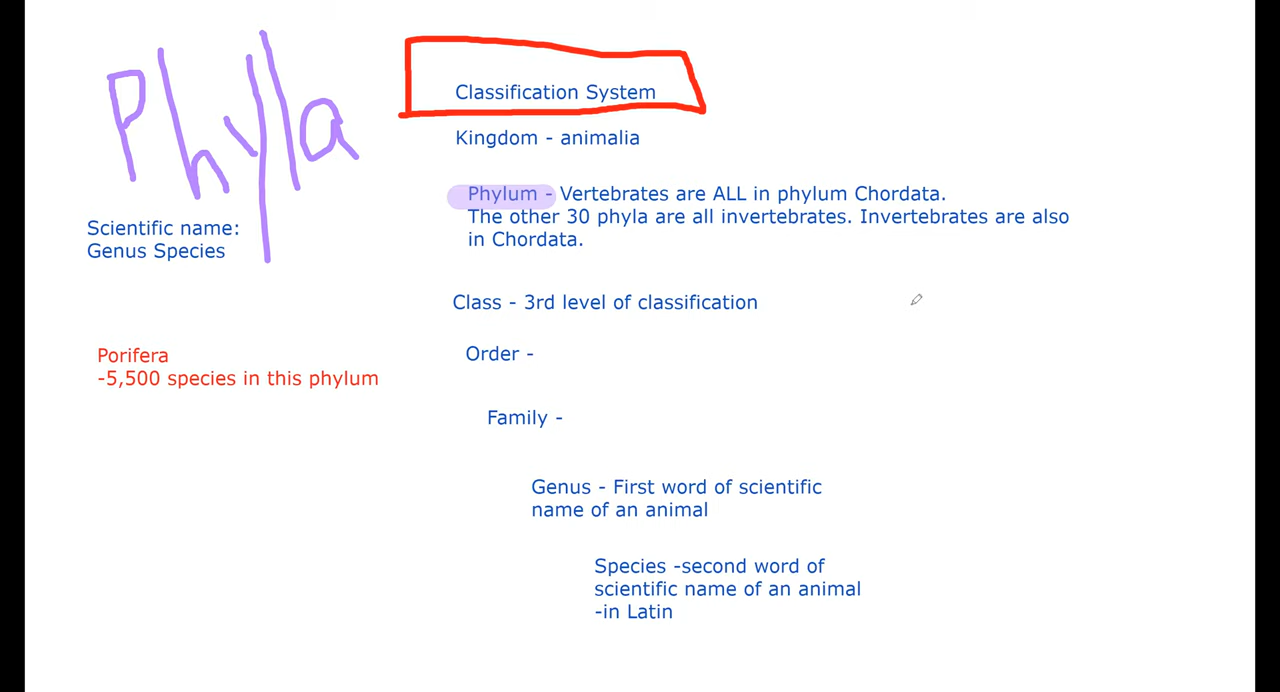 Phyla
Classification System
Kingdom - animalia
Phylum - Vertebrates are ALL in phylum Chordata.
The other 30 phyla are all invertebrates. Invertebrates are also
in Chordata.
Scientific name:
Genus Species
Class - 3rd level of classification
Porifera
-5,500 species in this phylum
Order -
Family -
Genus - First word of scientific
name of an animal
Species -second word of
scientific name of an animal
-in Latin